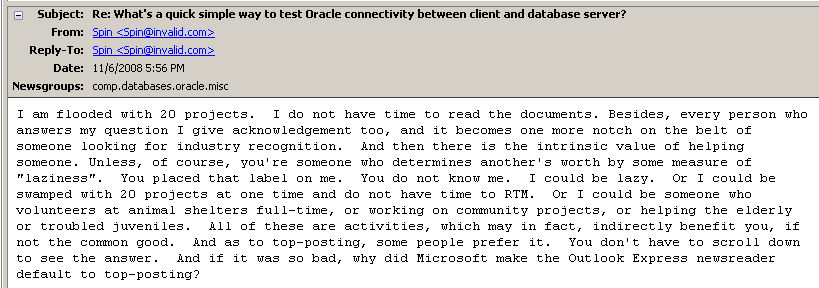 Subject: Re: What's a quick simple way to test Oracle connectivity between client and database server?
From: Spin <Spin@invalid.com>
Reply-To: Spin <Spin@invalid.com>
Date: 11/6/2008 5:56 PM
Newsgroups: comp.databases.oracle.misc
I am flooded with 20 projects.  I do not have time to read the documents. Besides, every person who
answers my question I give acknowledgement too, and it becomes one more notch on the belt of
someone looking for industry recognition.  And then there is the intrinsic value of helping
someone. Unless, of course, you're someone who determines another's worth by some measure of
"laziness".  You placed that label on me.  You do not know me.  I could be lazy.  Or I could be
swamped with 20 projects at one time and do not have time to RTM.  Or I could be someone who
volunteers at animal shelters full-time, or working on community projects, or helping the elderly
or troubled juveniles.  All of these are activities, which may in fact, indirectly benefit you, if
not the common good.  And as to top-posting, some people prefer it.  You don't have to scroll down
to see the answer.  And if it was so bad, why did Microsoft make the Outlook Express newsreader
default to top-posting?